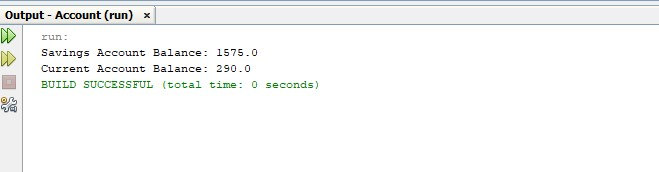 Output - Account (run) ×
run:
Savings Account Balance: 1575.0
Current Account Balance: 290.0
BUILD SUCCESSFUL (total time: 0 seconds)